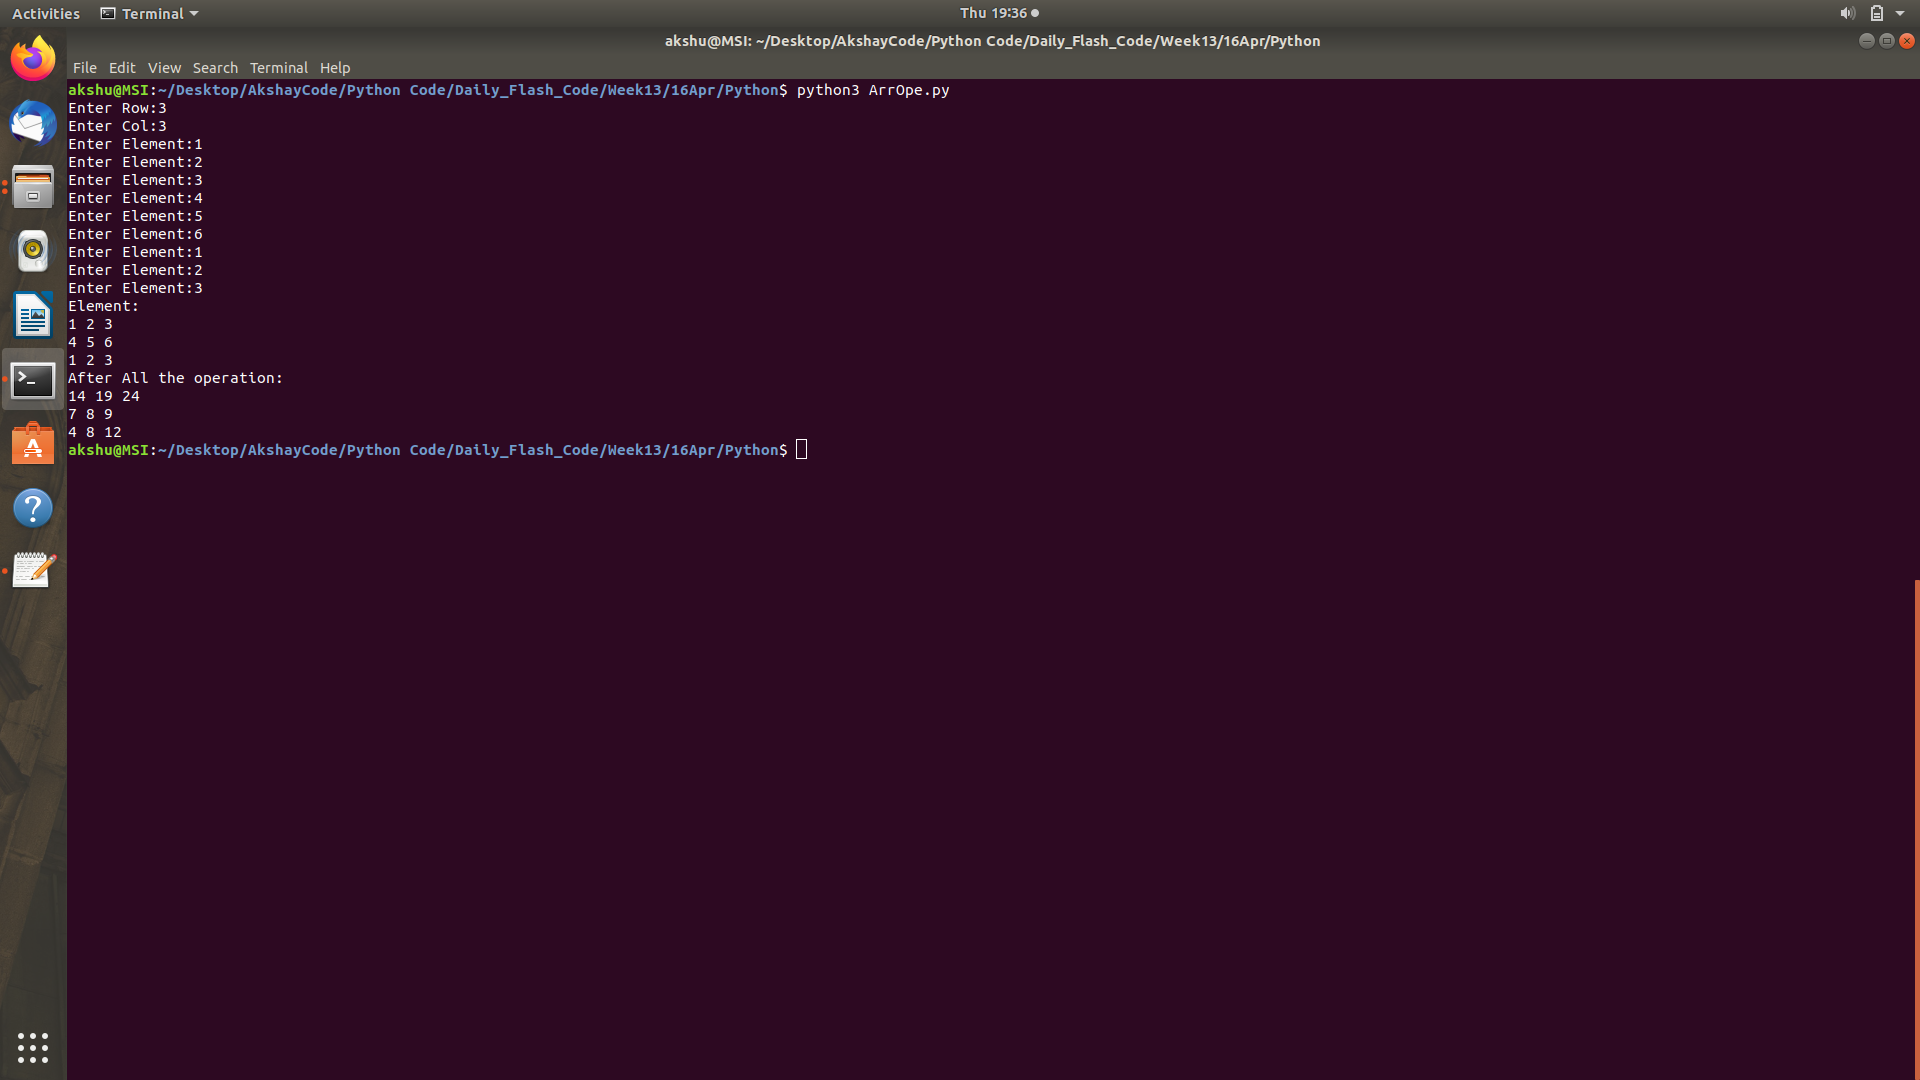 Activities Terminal Thu 19:36
akshu@MSI: ~/Desktop/AkshayCode/Python Code/Daily_Flash_Code/Week13/16Apr/Python
File Edit View Search Terminal Help
akshu@MSI:~/Desktop/AkshayCode/Python Code/Daily_Flash_Code/Week13/16Apr/Python$ python3 ArrOpe.py
Enter Row:3
Enter Col:3
Enter Element:1
Enter Element:2
Enter Element:3
Enter Element:4
Enter Element:5
Enter Element:6
Enter Element:1
Enter Element:2
Enter Element:3
Element:
1 2 3
4 5 6
1 2 3
After All the operation:
14 19 24
7 8 9
4 8 12
akshu@MSI:~/Desktop/AkshayCode/Python Code/Daily_Flash_Code/Week13/16Apr/Python$